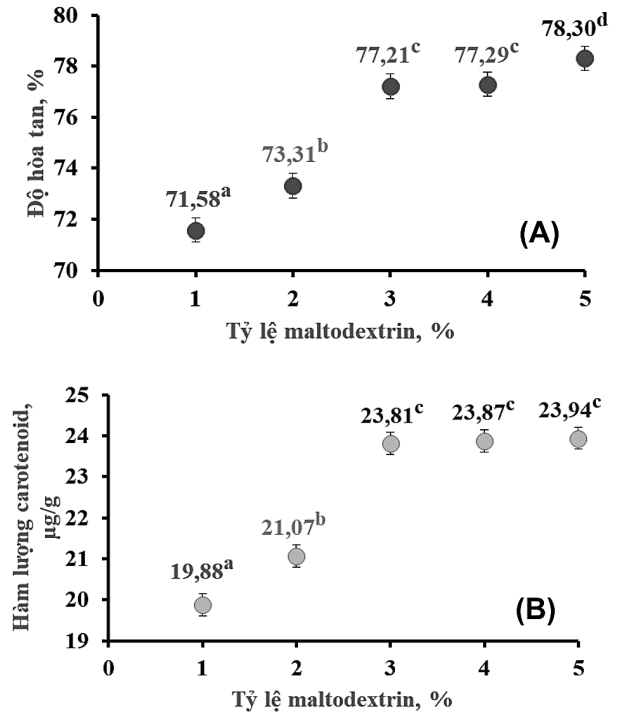 80
78
76
74
72
70
Độ hòa tan, %
71,58a
73,31b
77,21c
77,29c
78,30d
(A)
0 1 2 3 4 5
Tỷ lệ maltodextrin, %
25
24
23
22
21
20
19
Hàm lượng carotenoid,
µg/g
19,88a
21,07b
23,81c
23,87c
23,94c
(B)
0 1 2 3 4 5
Tỷ lệ maltodextrin, %